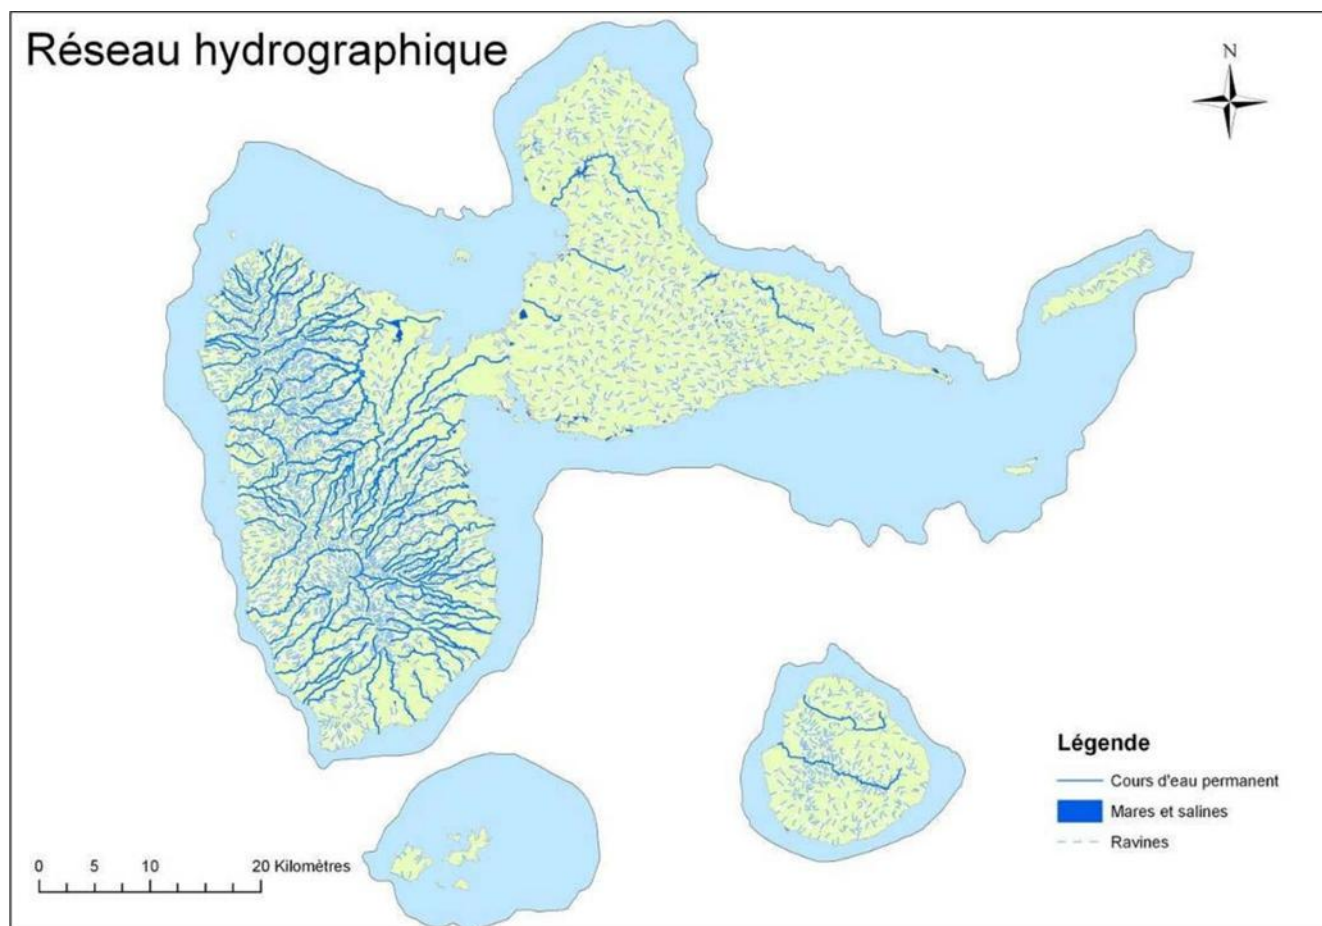 Réseau hydrographique
N
Légende
Cours d'eau permanent
Mares et salines
Ravines
0 5 10 20 Kilomètres